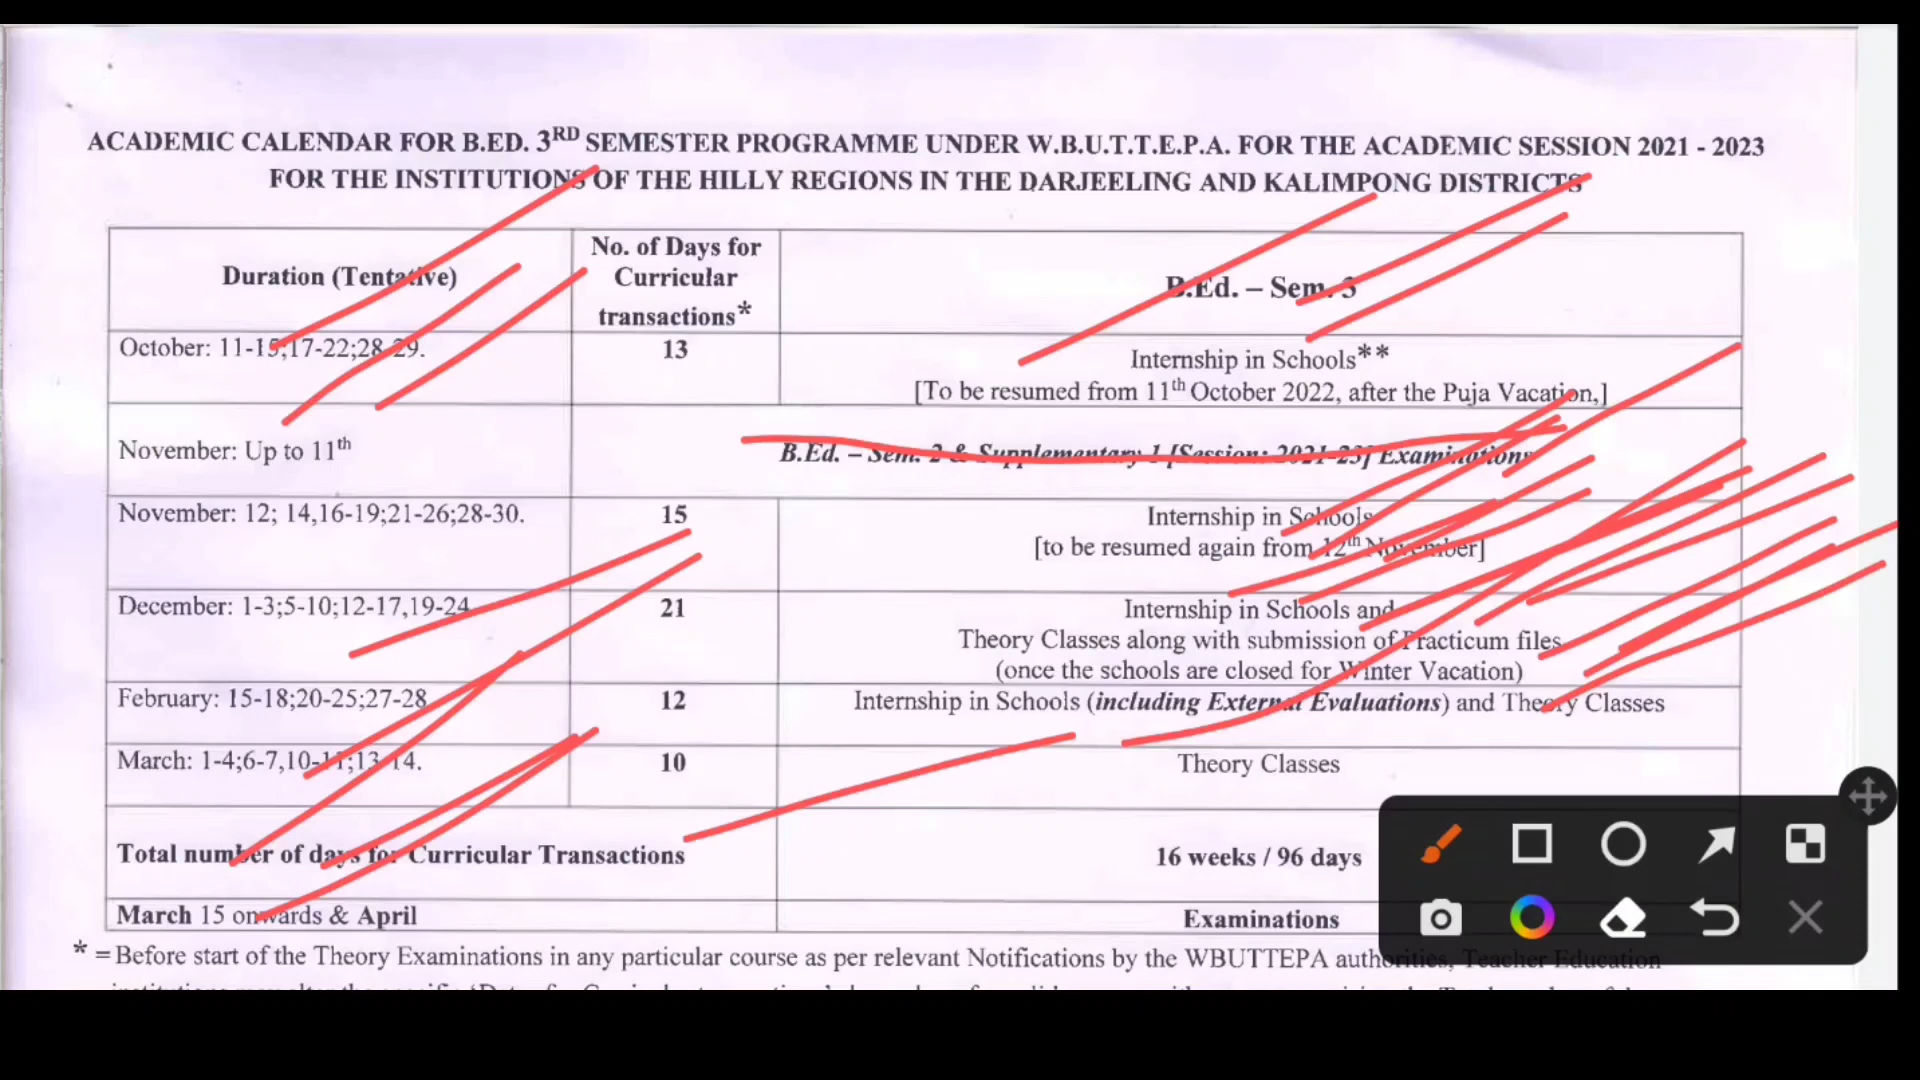 ACADEMIC CALENDAR FOR B.ED. 3RD SEMESTER PROGRAMME UNDER W.B.U.T.T.E.P.A. FOR THE ACADEMIC SESSION 2021 - 2023
FOR THE INSTITUTIONS OF THE HILLY REGIONS IN THE DARJEELING AND KALIMPONG DISTRICTS
Duration (Tentative)
No. of Days for
Curricular
transactions*
B.Ed. – Sem. 3
October: 11-15;17-22;28-29.
13
Internship in Schools**
[To be resumed from 11th October 2022, after the Puja Vacation,]
November: Up to 11th
B.Ed. – Sem. 2 & Supplementary 1 [Session: 2021-23] Examinations
November: 12; 14,16-19;21-26;28-30.
15
Internship in Schools
[to be resumed again from 12th November]
December: 1-3;5-10;12-17,19-24
21
Internship in Schools and
Theory Classes along with submission of Practicum files
(once the schools are closed for Winter Vacation)
February: 15-18;20-25;27-28
12
Internship in Schools (including External Evaluations) and Theory Classes
March: 1-4;6-7,10-11;13-14.
10
Theory Classes
Total number of days for Curricular Transactions
16 weeks / 96 days
March 15 onwards & April
Examinations
* = Before start of the Theory Examinations in any particular course as per relevant Notifications by the WBUTTEPA authorities, Teacher Education